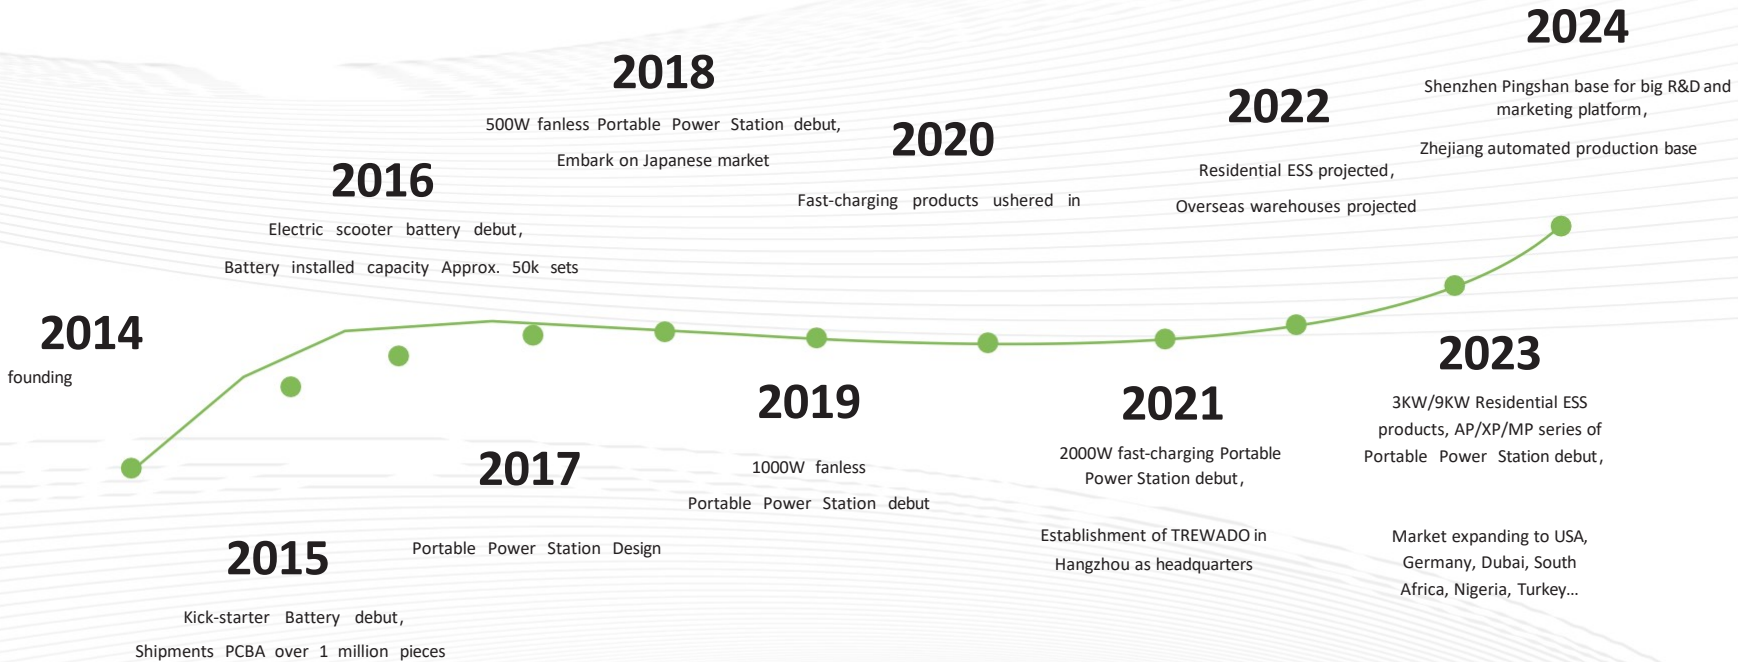 2014
founding
2015
Kick-starter Battery debut,
Shipments PCBA over 1 million pieces
2016
Electric scooter battery debut,
Battery installed capacity Approx. 50k sets
2017
Portable Power Station Design
2018
500W fanless Portable Power Station debut,
Embark on Japanese market
2019
1000W fanless
Portable Power Station debut
2020
Fast-charging products ushered in
2021
2000W fast-charging Portable
Power Station debut,
Establishment of TREWADO in
Hangzhou as headquarters
2022
Residential ESS projected,
Overseas warehouses projected
2023
3KW/9KW Residential ESS
products, AP/XP/MP series of
Portable Power Station debut,
Market expanding to USA,
Germany, Dubai, South
Africa, Nigeria, Turkey…
2024
Shenzhen Pingshan base for big R&D and
marketing platform,
Zhejiang automated production base